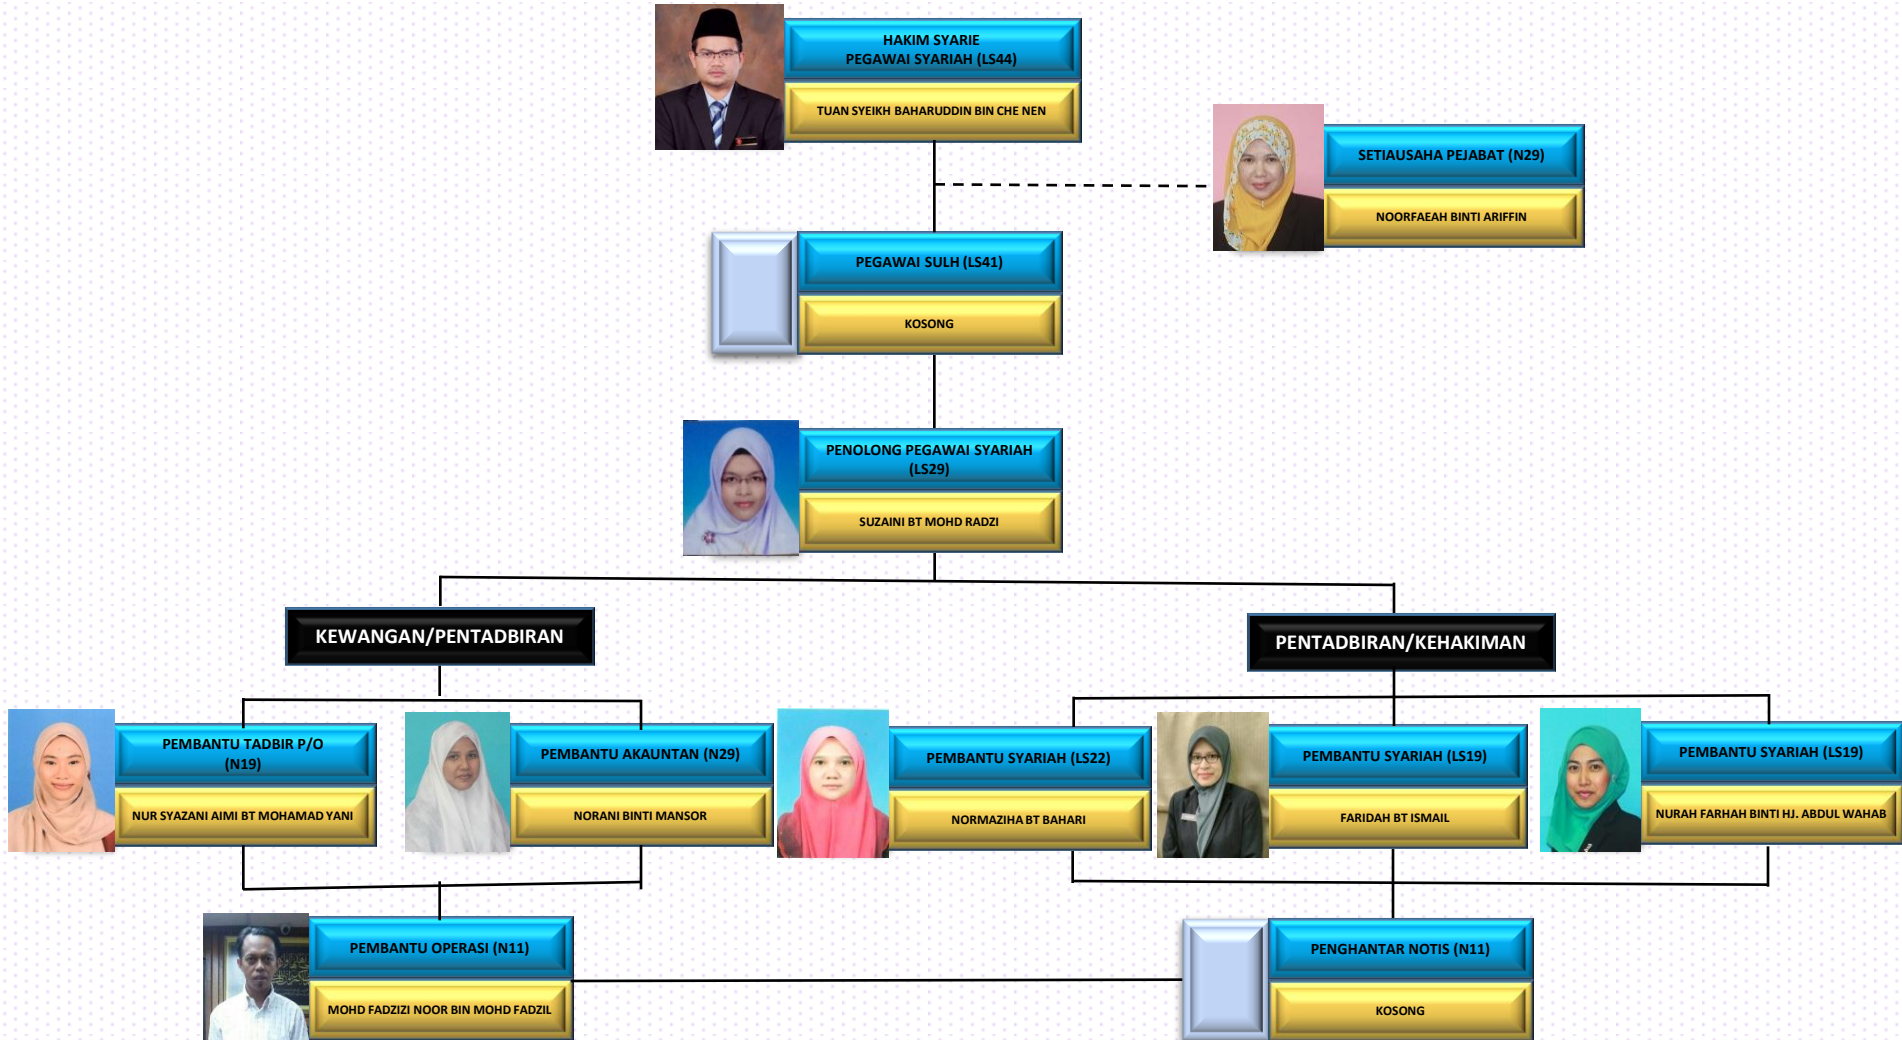 HAKIM SYARIE
PEGAWAI SYARIAH (LS44)
TUAN SYEIKH BAHARUDDIN BIN CHE NEN
SETIAUSAHA PEJABAT (N29)
NOORFAEAH BINTI ARIFFIN
PEGAWAI SULH (LS41)
KOSONG
PENOLONG PEGAWAI SYARIAH
(LS29)
SUZAINI BT MOHD RADZI
KEWANGAN/PENTADBIRAN
PENTADBIRAN/KEHAKIMAN
PEMBANTU TADBIR P/O
(N19)
NUR SYAZANI AIMI BT MOHAMAD YANI
PEMBANTU AKAUNTAN (N29)
NORANI BINTI MANSOR
PEMBANTU SYARIAH (LS22)
NORMAZIHA BT BAHARI
PEMBANTU SYARIAH (LS19)
FARIDAH BT ISMAIL
PEMBANTU SYARIAH (LS19)
NURAH FARHAH BINTI HJ. ABDUL WAHAB
PEMBANTU OPERASI (N11)
MOHD FADZIZI NOOR BIN MOHD FADZIL
PENGHANTAR NOTIS (N11)
KOSONG